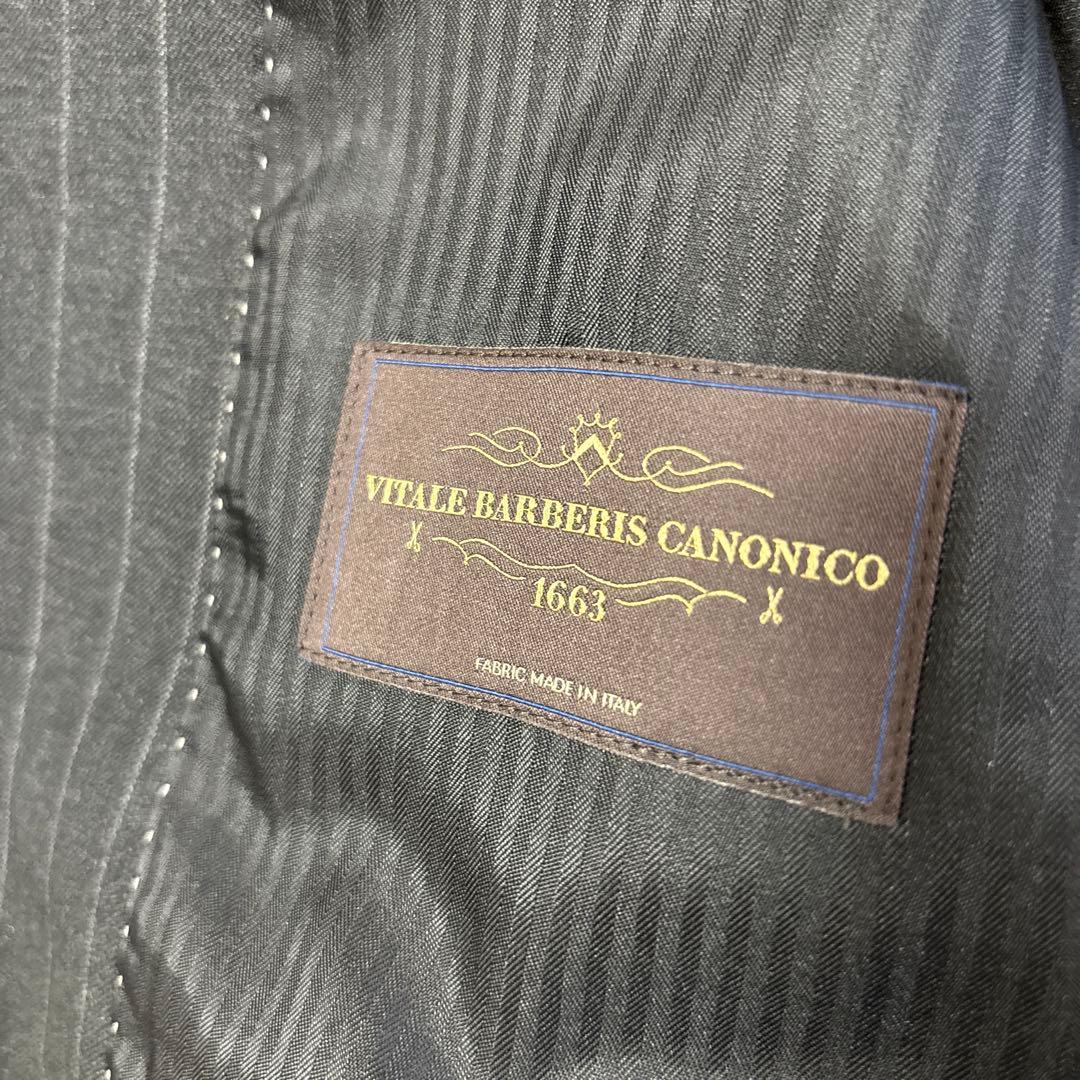 VITALE BARBERIS CANONICO
1663
FABRIC MADE IN ITALY